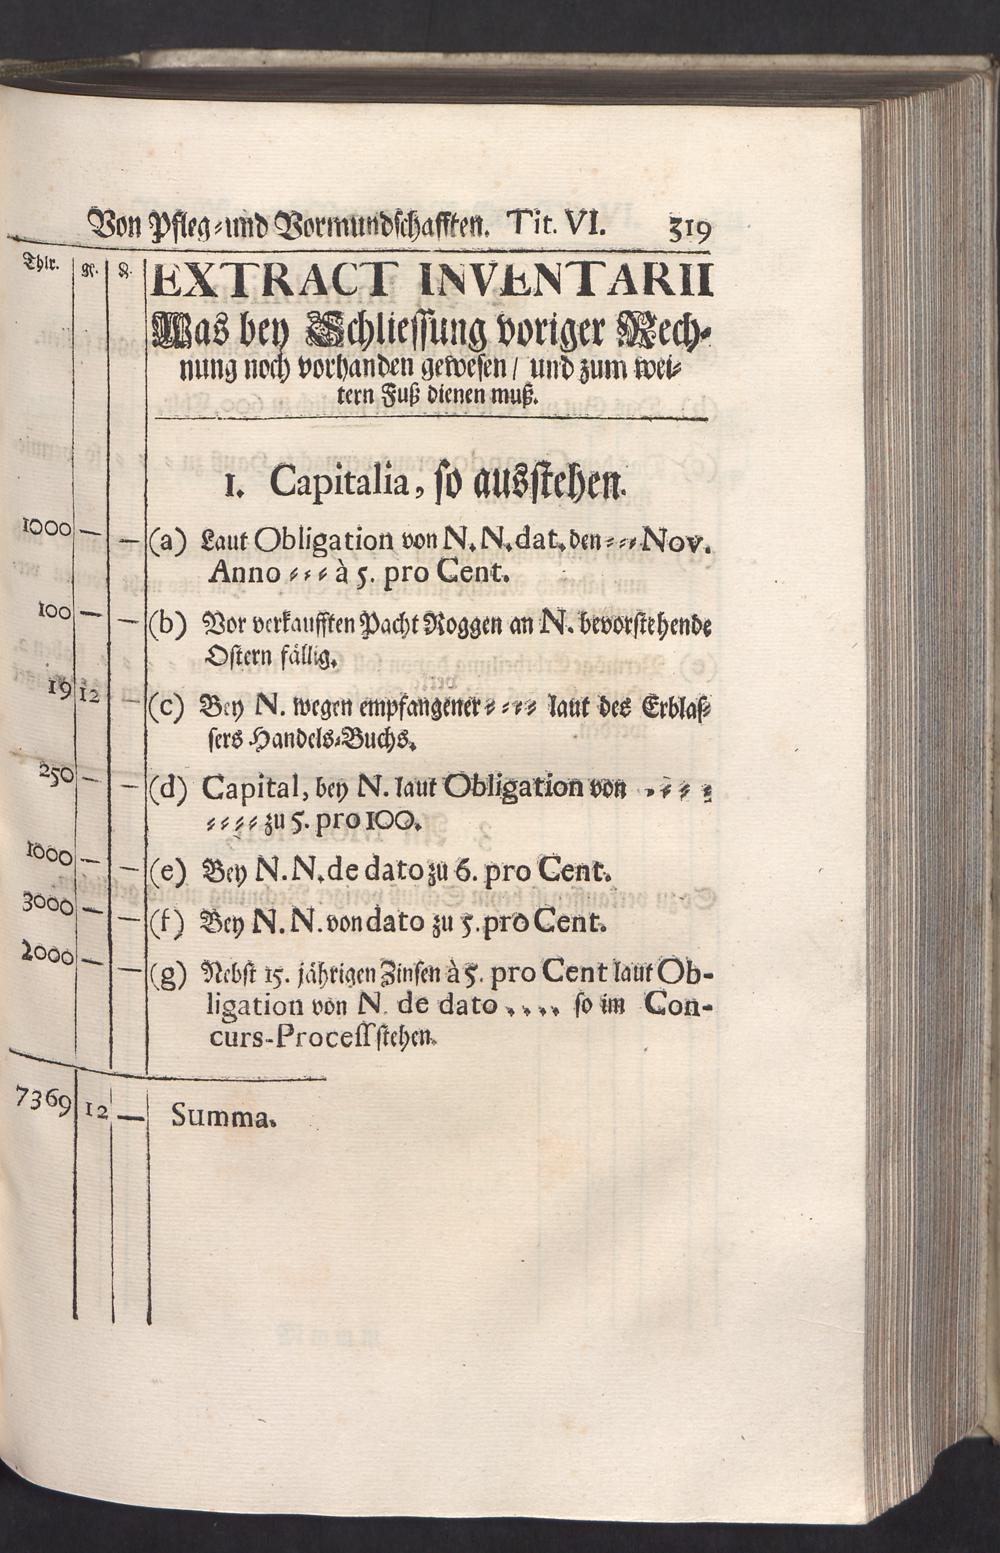 Von Pfleg⸗und Vormundschafften. Tit. VI. 319
Thlr. gl. ₰.
EXTRACT INVENTARII
Was bey Schliessung voriger Rech⸗
nung noch vorhanden gewesen / und zum wei⸗
tern Fuß dienen muß.
1. Capitalia, so ausstehen.
1000 — — (a) Laut Obligation von N. N. dat. den ⸗ ⸗ ⸗ Nov.
Anno ⸗ ⸗ ⸗ à 5. pro Cent.
100 — — (b) Vor verkaufften Pacht Roggen an N. bevorstehende
Ostern fällig.
19 12 — (c) Bey N. wegen empfangener ⸗ ⸗ ⸗ ⸗ laut des Erblas⸗
sers Handels⸗Buchs.
250 — — (d) Capital, bey N. laut Obligation von ⸗ ⸗ ⸗ ⸗
⸗ ⸗ ⸗ ⸗ zu 5. pro 100.
1000 — — (e) Bey N. N. de dato zu 6. pro Cent.
3000 — — (f) Bey N. N. von dato zu 5. pro Cent.
2000 — — (g) Nebst 15. jährigen Zinsen à 5. pro Cent laut Ob-
ligation von N. de dato . . . . so im Con-
curs-Process stehen.
7369 12 — Summa.